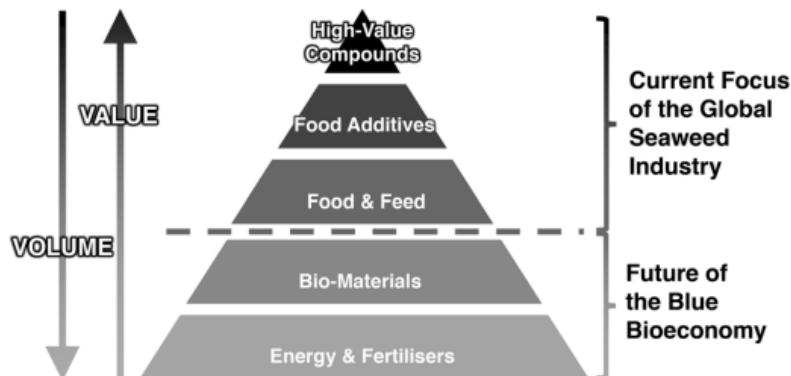 High-Value
Compounds
VALUE
Food Additives
Current Focus
of the Global
Seaweed
Industry
Food & Feed
VOLUME
Bio-Materials
Future of
the Blue
Bioeconomy
Energy & Fertilisers